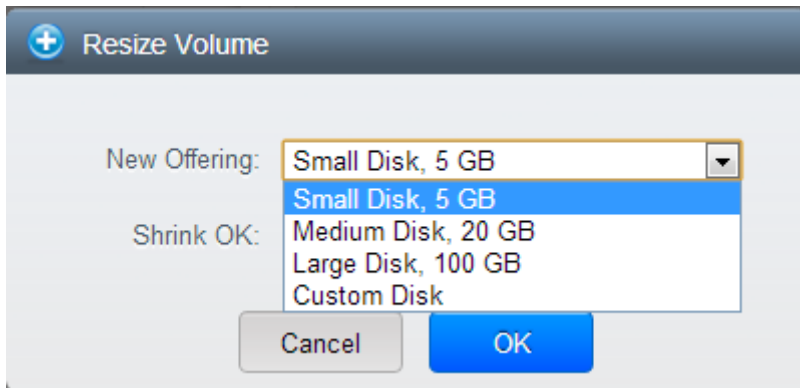 Resize Volume
New Offering: Small Disk, 5 GB
Small Disk, 5 GB
Shrink OK: Medium Disk, 20 GB
Large Disk, 100 GB
Custom Disk
Cancel OK